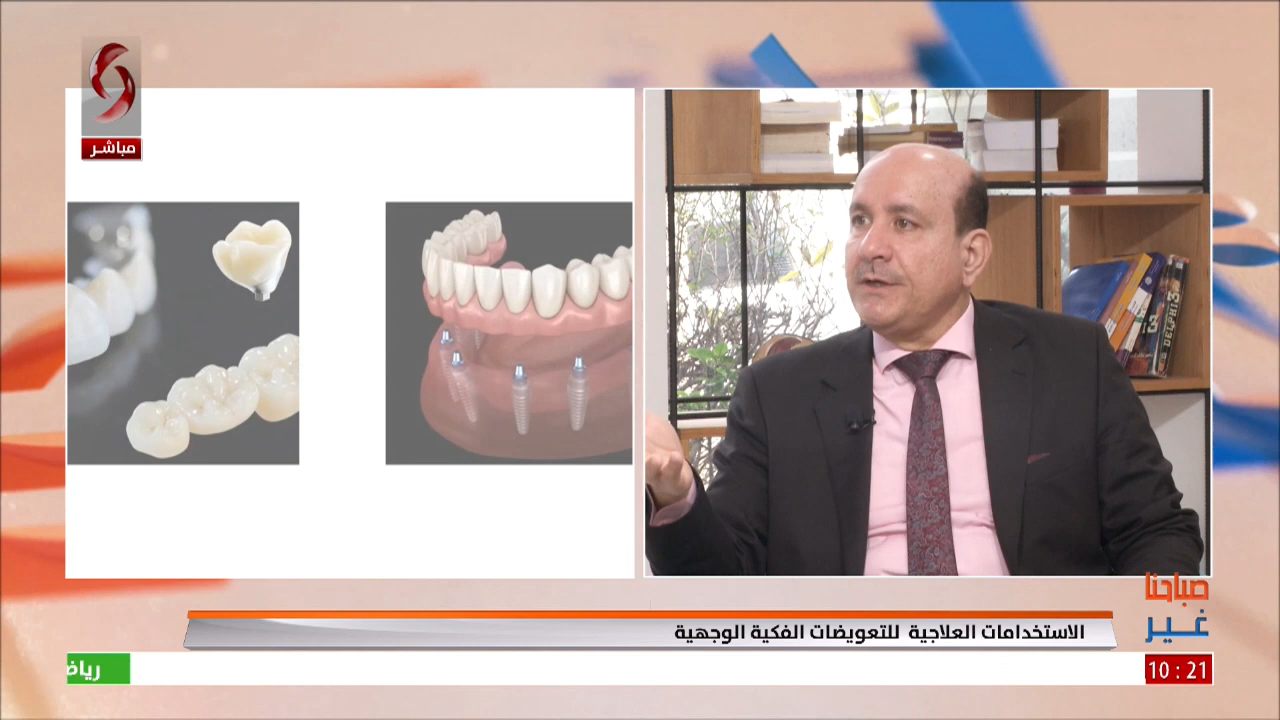 مباشر
DELPHI 3
الاستخدامات العلاجية للتعويضات الفكية الوجهية
صباحنا
غير
رياض
10 : 21